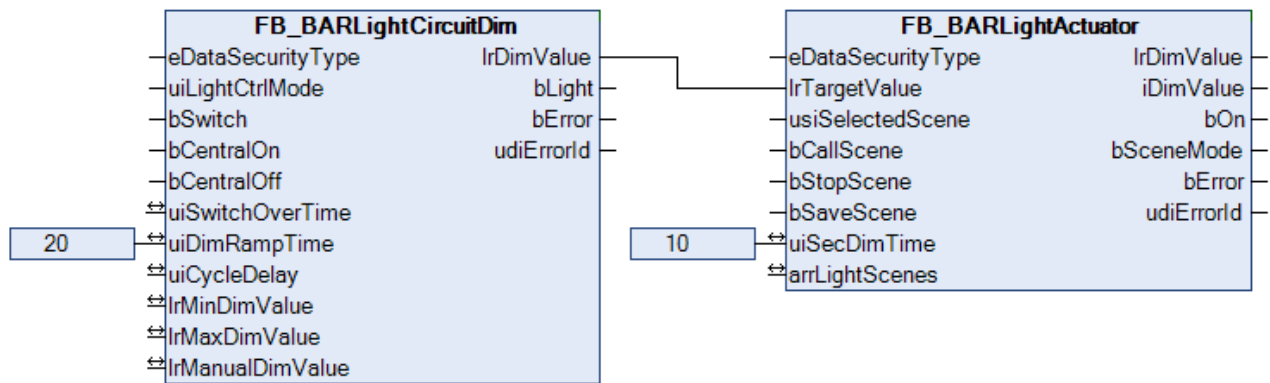 FB_BARLightCircuitDim
eDataSecurityType lrDimValue
uiLightCtrlMode bLight
bSwitch bError
bCentralOn udiErrorId
bCentralOff
uiSwitchOverTime
20 uiDimRampTime
uiCycleDelay
lrMinDimValue
lrMaxDimValue
lrManualDimValue
FB_BARLightActuator
eDataSecurityType lrDimValue
lrTargetValue iDimValue
usiSelectedScene bOn
bCallScene bSceneMode
bStopScene bError
bSaveScene udiErrorId
10 uiSecDimTime
arrLightScenes